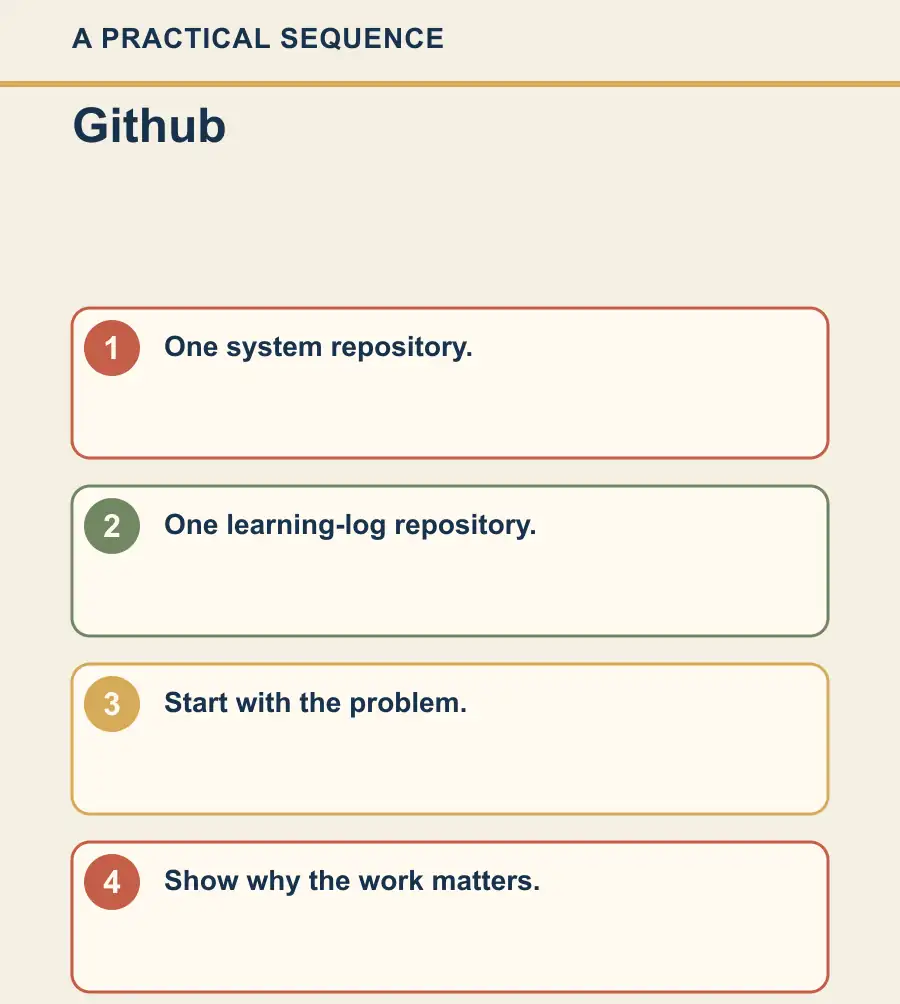 A PRACTICAL SEQUENCE
Github
1 One system repository.
2 One learning-log repository.
3 Start with the problem.
4 Show why the work matters.